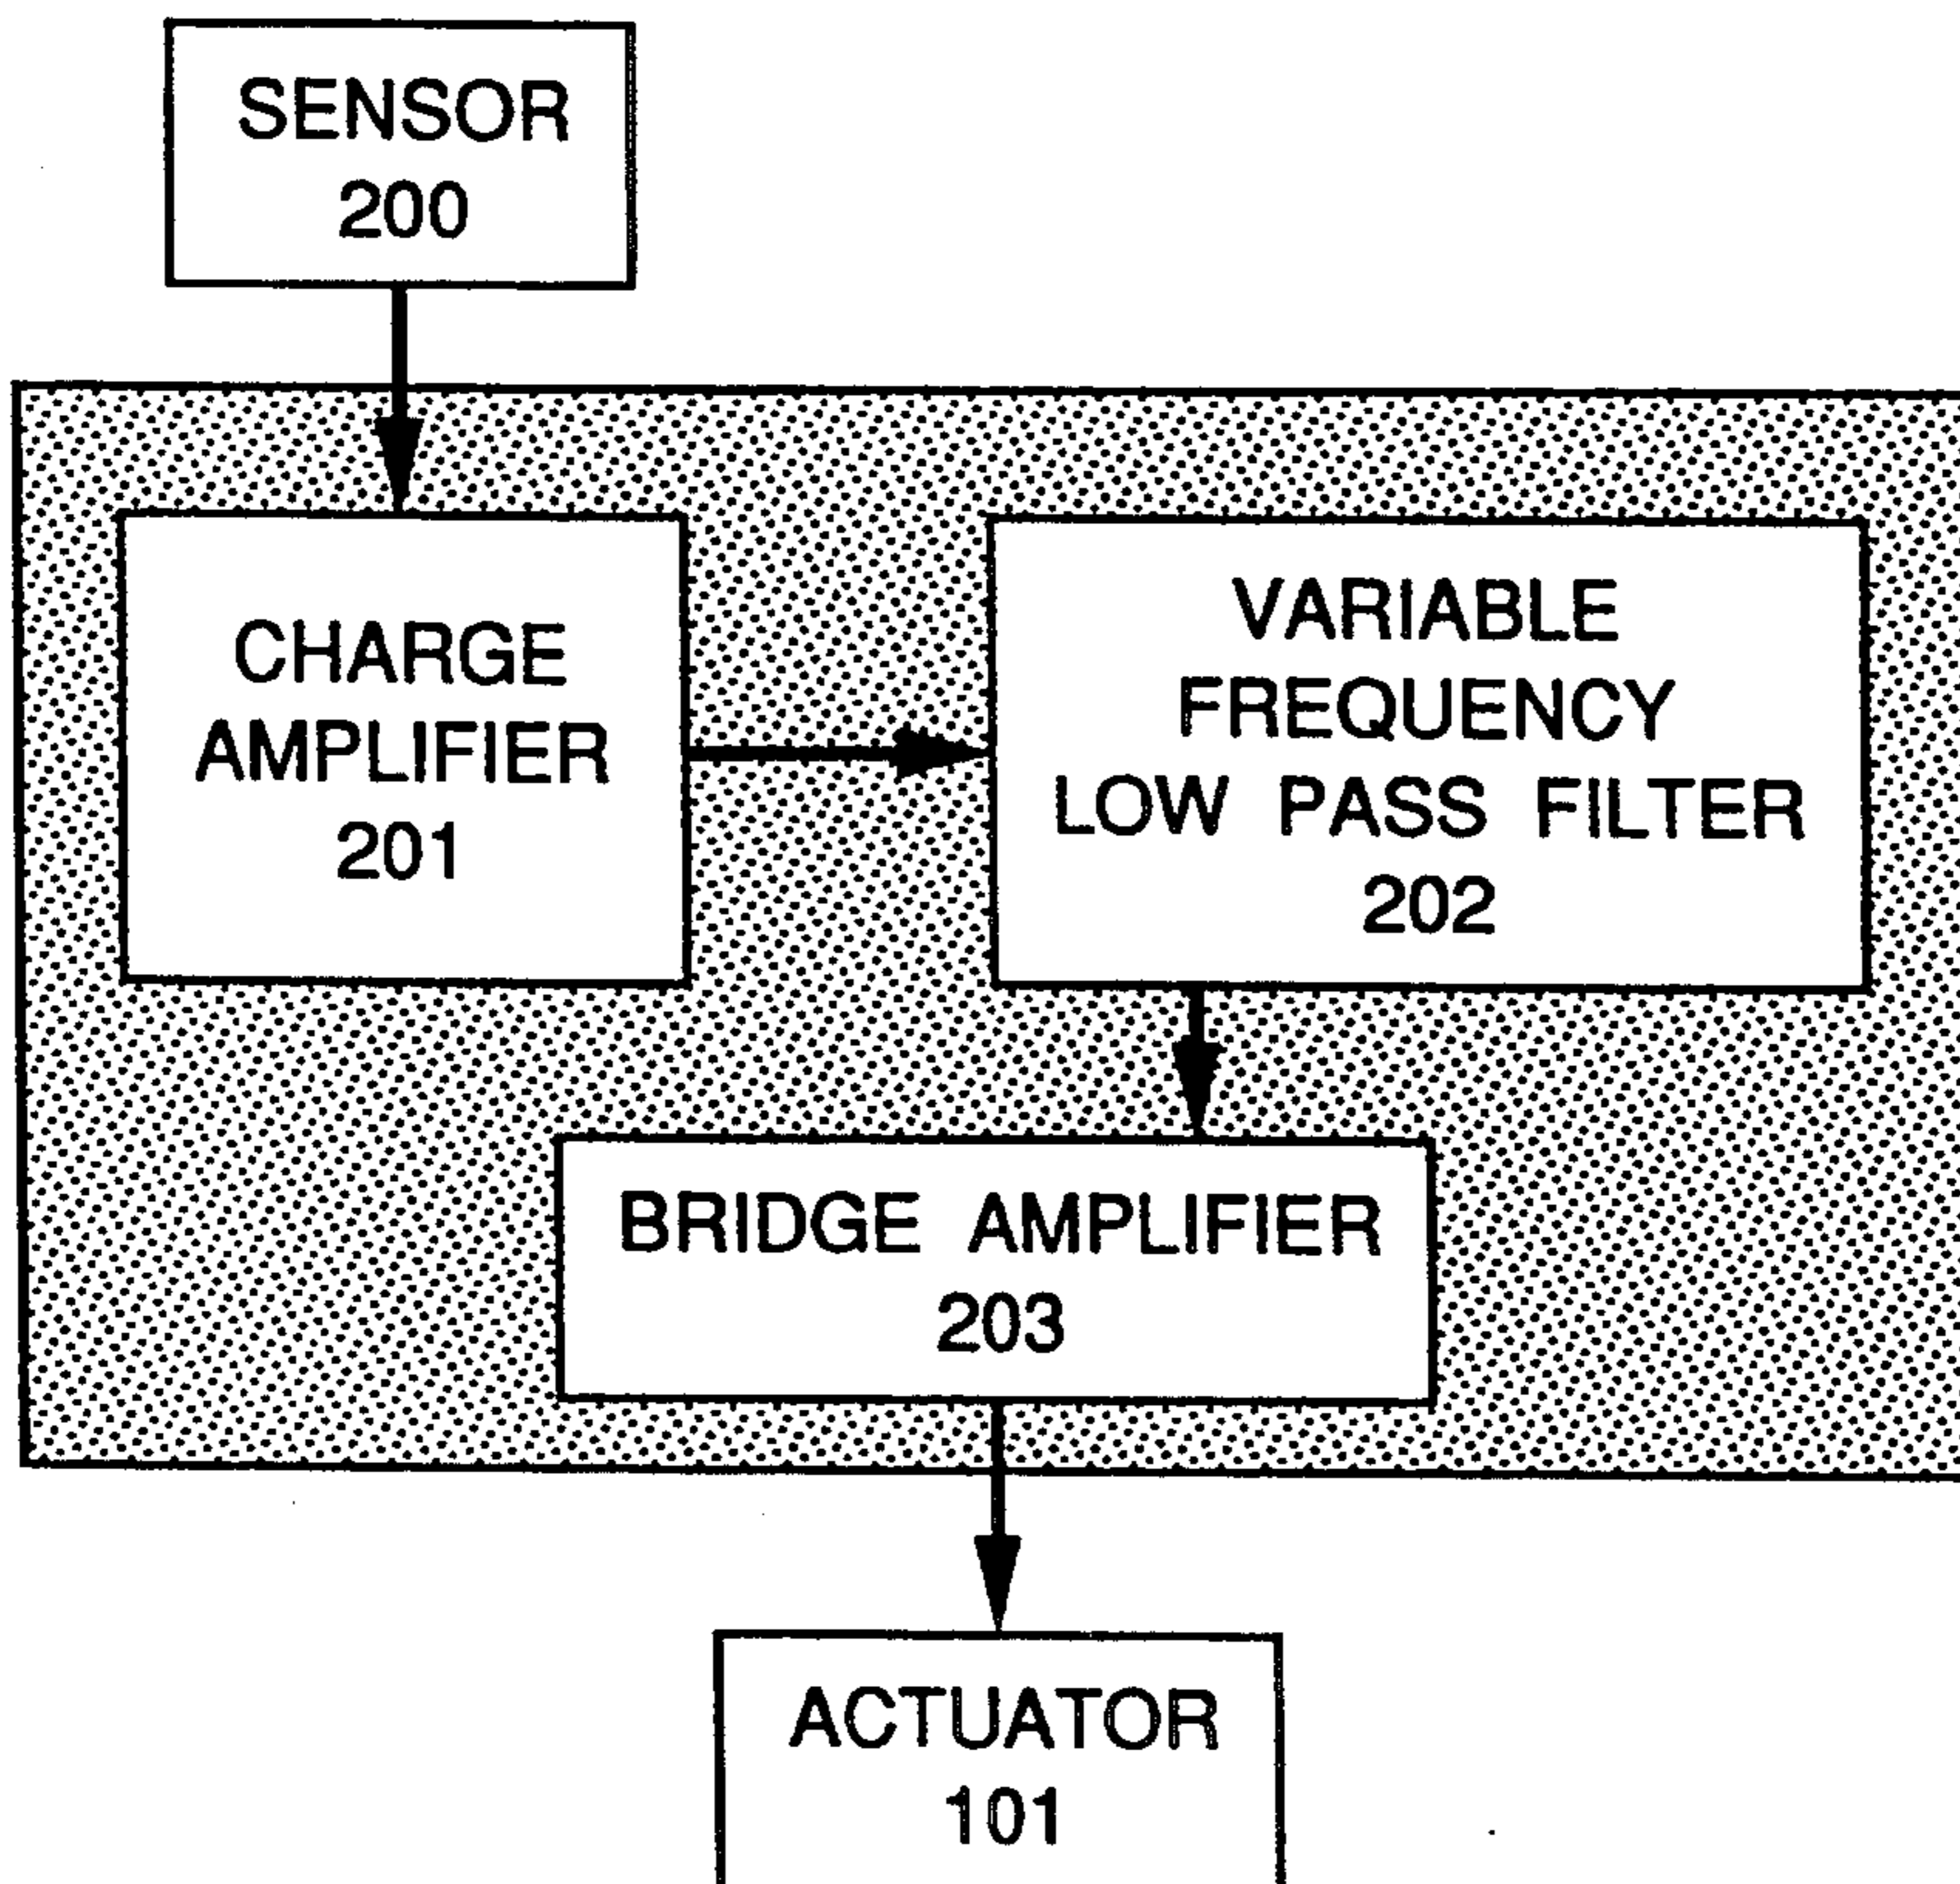 SENSOR
200
CHARGE
AMPLIFIER
201
VARIABLE
FREQUENCY
LOW PASS FILTER
202
BRIDGE AMPLIFIER
203
ACTUATOR
101